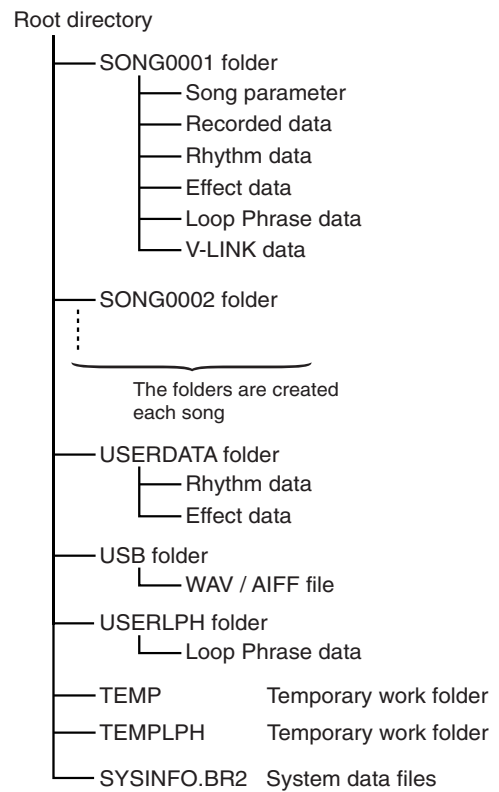 Root directory
SONG0001 folder
Song parameter
Recorded data
Rhythm data
Effect data
Loop Phrase data
V-LINK data
SONG0002 folder
The folders are created
each song
USERDATA folder
Rhythm data
Effect data
USB folder
WAV / AIFF file
USERLPH folder
Loop Phrase data
TEMP Temporary work folder
TEMPLPH Temporary work folder
SYSINFO.BR2 System data files